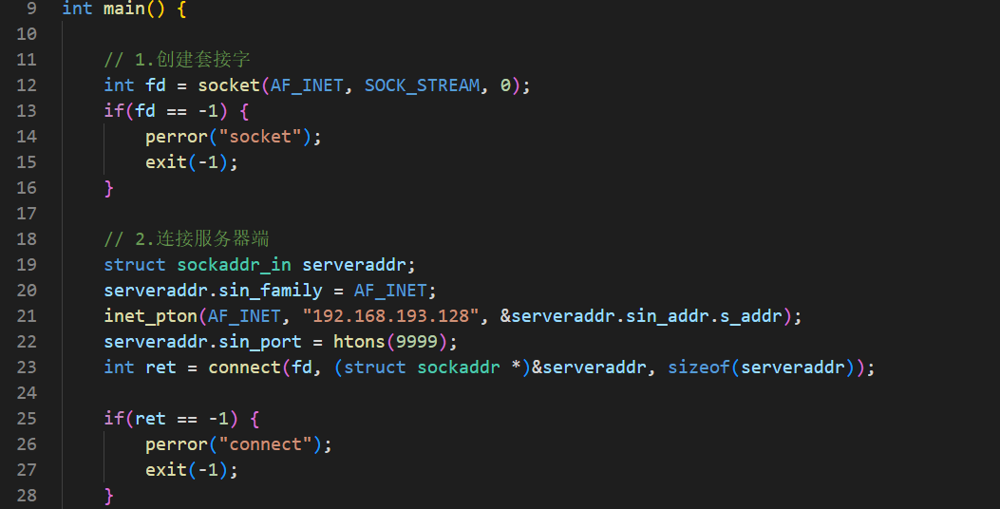 9 int main() {
10
11     // 1.创建套接字
12     int fd = socket(AF_INET, SOCK_STREAM, 0);
13     if(fd == -1) {
14         perror("socket");
15         exit(-1);
16     }
17
18     // 2.连接服务器端
19     struct sockaddr_in serveraddr;
20     serveraddr.sin_family = AF_INET;
21     inet_pton(AF_INET, "192.168.193.128", &serveraddr.sin_addr.s_addr);
22     serveraddr.sin_port = htons(9999);
23     int ret = connect(fd, (struct sockaddr *)&serveraddr, sizeof(serveraddr));
24
25     if(ret == -1) {
26         perror("connect");
27         exit(-1);
28     }